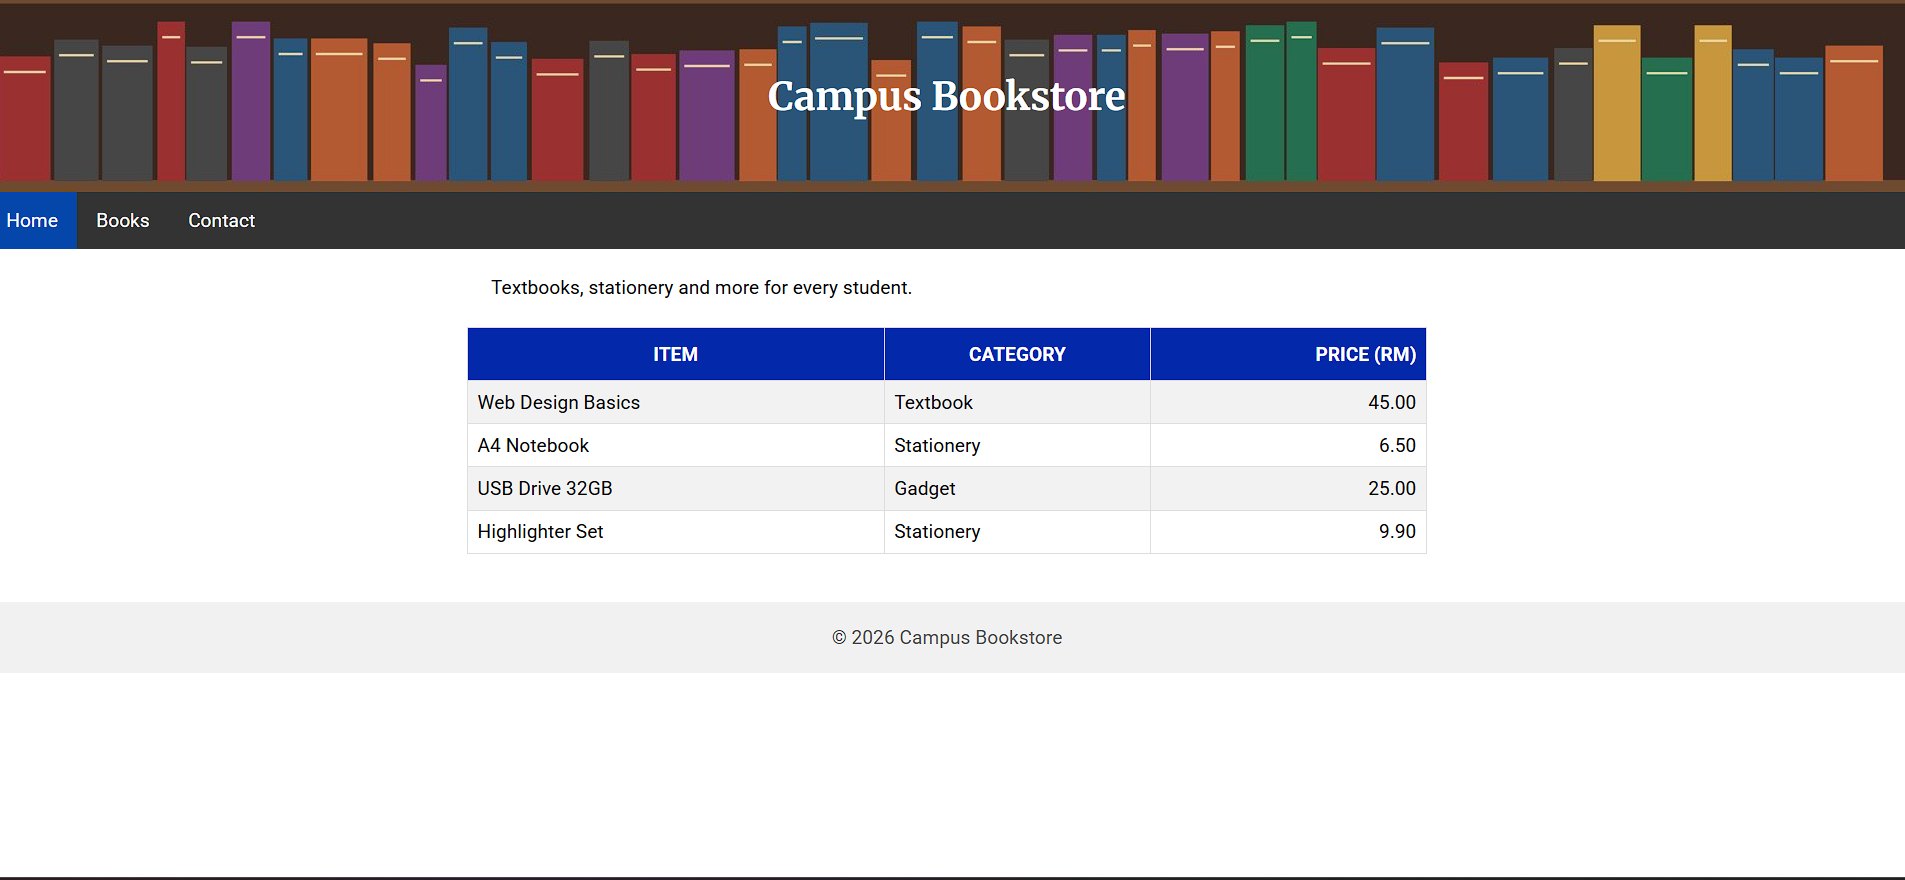 Campus Bookstore
Home Books Contact
Textbooks, stationery and more for every student.
ITEM CATEGORY PRICE (RM)
Web Design Basics Textbook 45.00
A4 Notebook Stationery 6.50
USB Drive 32GB Gadget 25.00
Highlighter Set Stationery 9.90
© 2026 Campus Bookstore